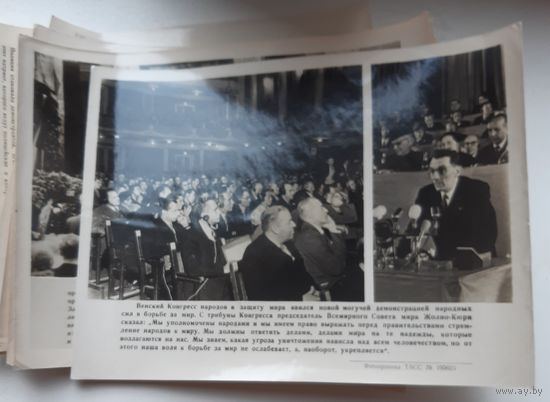 Венский Конгресс народов в защиту мира явился новой могучей демонстрацией народных
сил в борьбе за мир. С трибуны Конгресса председатель Всемирного Совета мира Жолио-Кюри
сказал: „Мы уполномочены народами и мы имеем право выражать перед правительствами стрем-
ление народов к миру. Мы должны ответить делами, делами мира на те надежды, которые
возлагаются на нас. Мы знаем, какая угроза уничтожения нависла над всем человечеством, но от
этого наша воля к борьбе за мир не ослабевает, а, наоборот, укрепляется“.
Фотохроника ТАСС №
au.ay.by